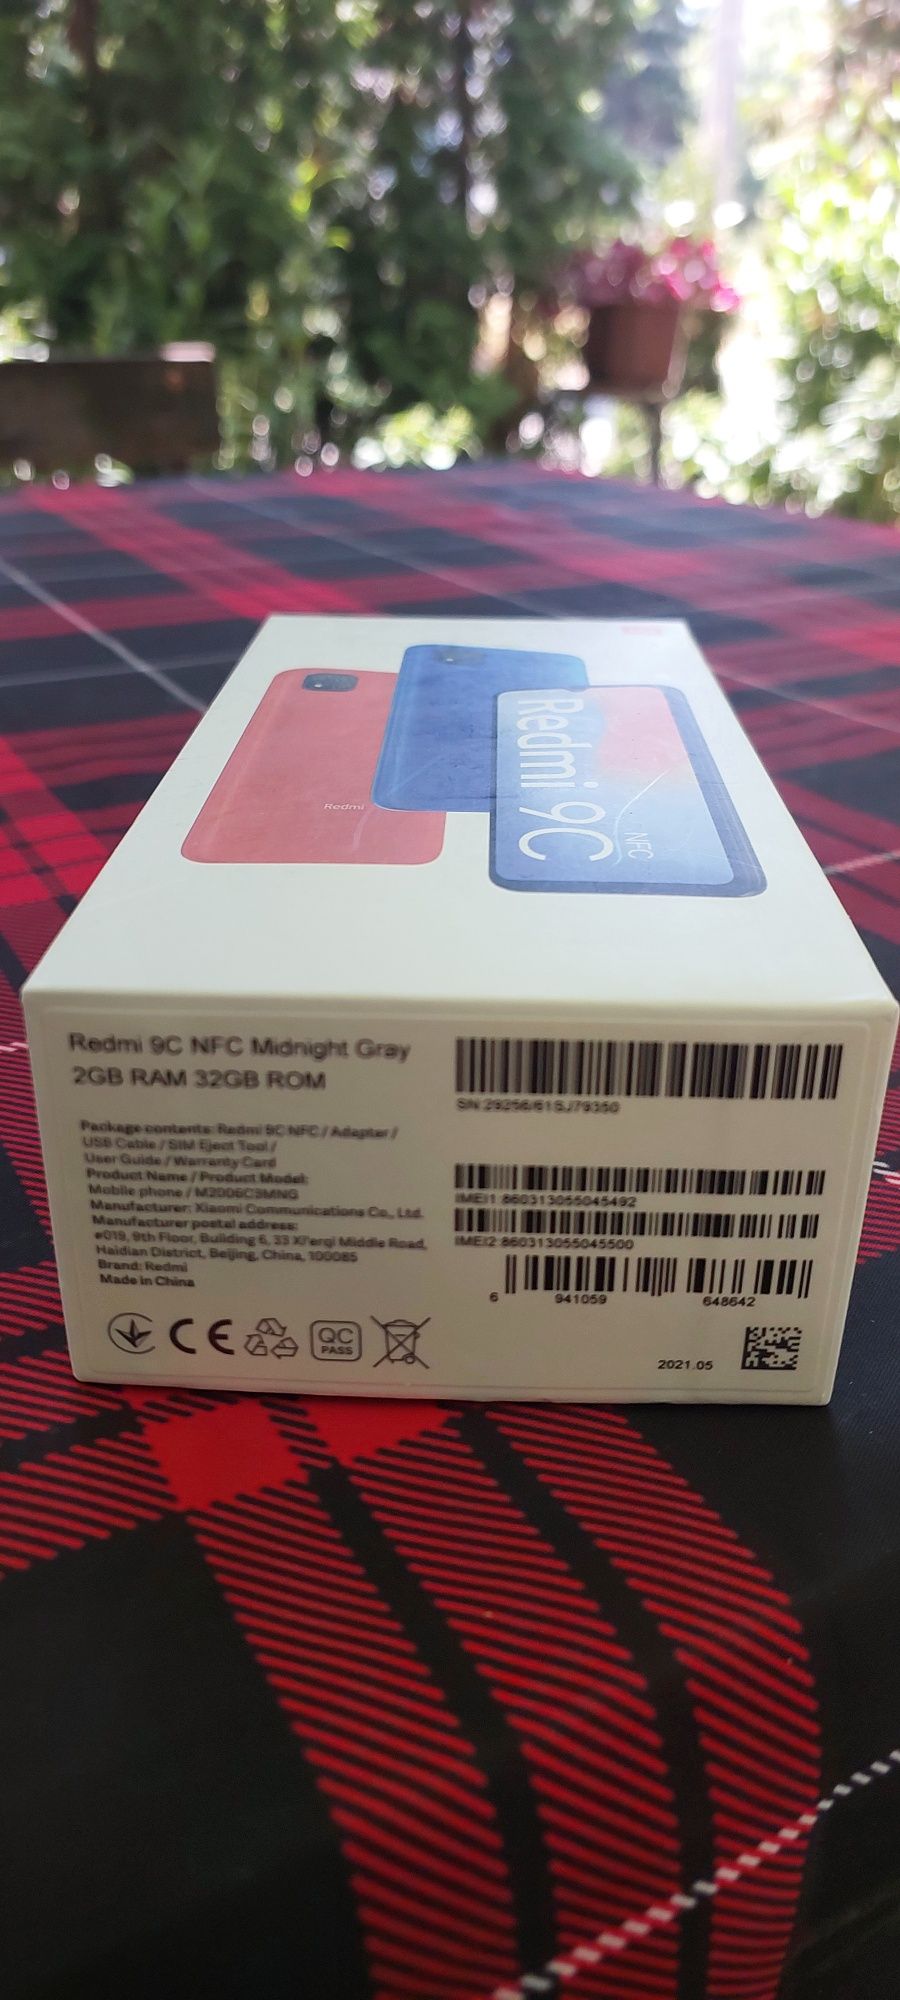 Redmi
Redmi 9C
NFC
Redmi 9C NFC Midnight Gray
2GB RAM 32GB ROM
Package contents: Redmi 9C NFC / Adapter /
USB Cable / SIM Eject Tool /
User Guide / Warranty Card
Product Name / Product Model:
Mobile phone / M2006C3MNG
Manufacturer: Xiaomi Communications Co., Ltd.
Manufacturer postal address:
#019, 9th Floor, Building 6, 33 Xi'erqi Middle Road,
Haidian District, Beijing, China, 100085
Brand: Redmi
Made in China
CE
QC
PASS
SN:29256/61SJ79350
IMEI1:860313055045492
IMEI2:860313055045500
6 941059 648642
2021.05